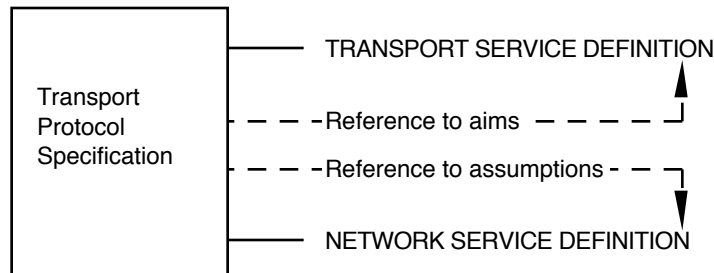 TRANSPORT SERVICE DEFINITION
Transport
Protocol
Specification
Reference to aims
Reference to assumptions
NETWORK SERVICE DEFINITION